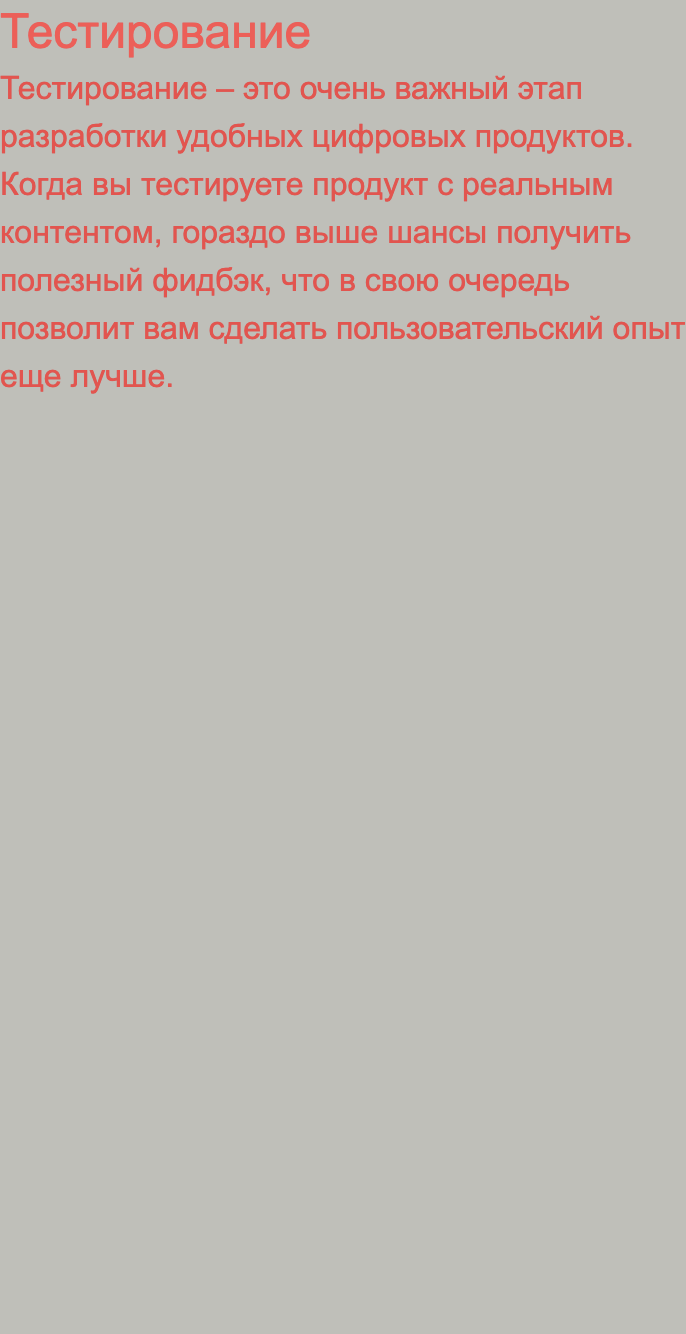 Тестирование
Тестирование – это очень важный этап
разработки удобных цифровых продуктов.
Когда вы тестируете продукт с реальным
контентом, гораздо выше шансы получить
полезный фидбэк, что в свою очередь
позволит вам сделать пользовательский опыт
еще лучше.